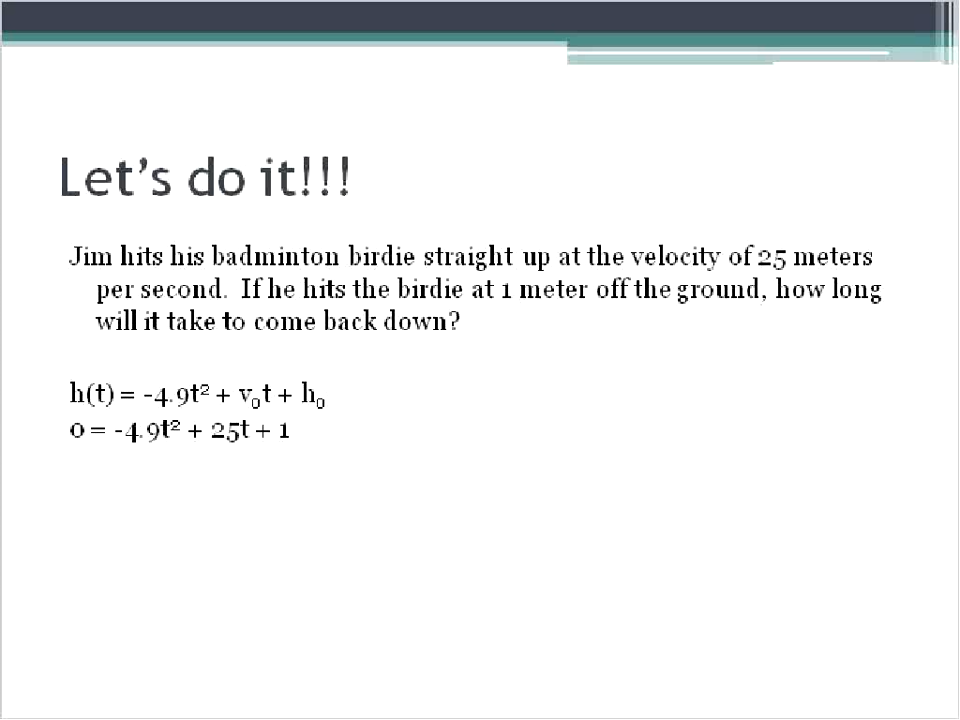 Let's do it!!!
Jim hits his badminton birdie straight up at the velocity of 25 meters
per second. If he hits the birdie at 1 meter off the ground, how long
will it take to come back down?
h(t) = -4.9t² + v₀t + h₀
0 = -4.9t² + 25t + 1